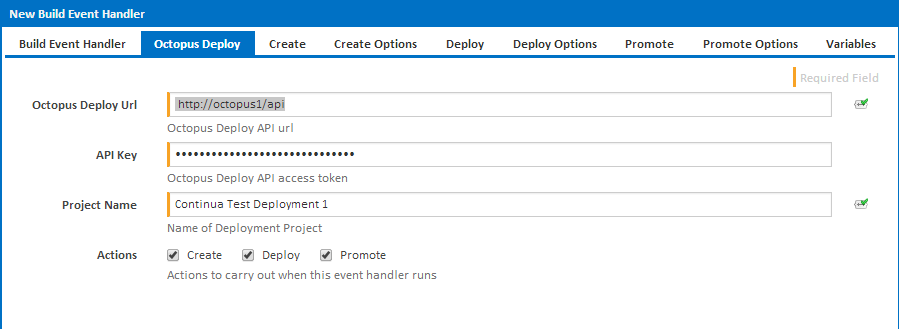 New Build Event Handler
Build Event Handler Octopus Deploy Create Create Options Deploy Deploy Options Promote Promote Options Variables
Required Field
Octopus Deploy Url http://octopus1/api
Octopus Deploy API url
API Key ••••••••••••••••••••••••••••••
Octopus Deploy API access token
Project Name Continua Test Deployment 1
Name of Deployment Project
Actions Create Deploy Promote
Actions to carry out when this event handler runs